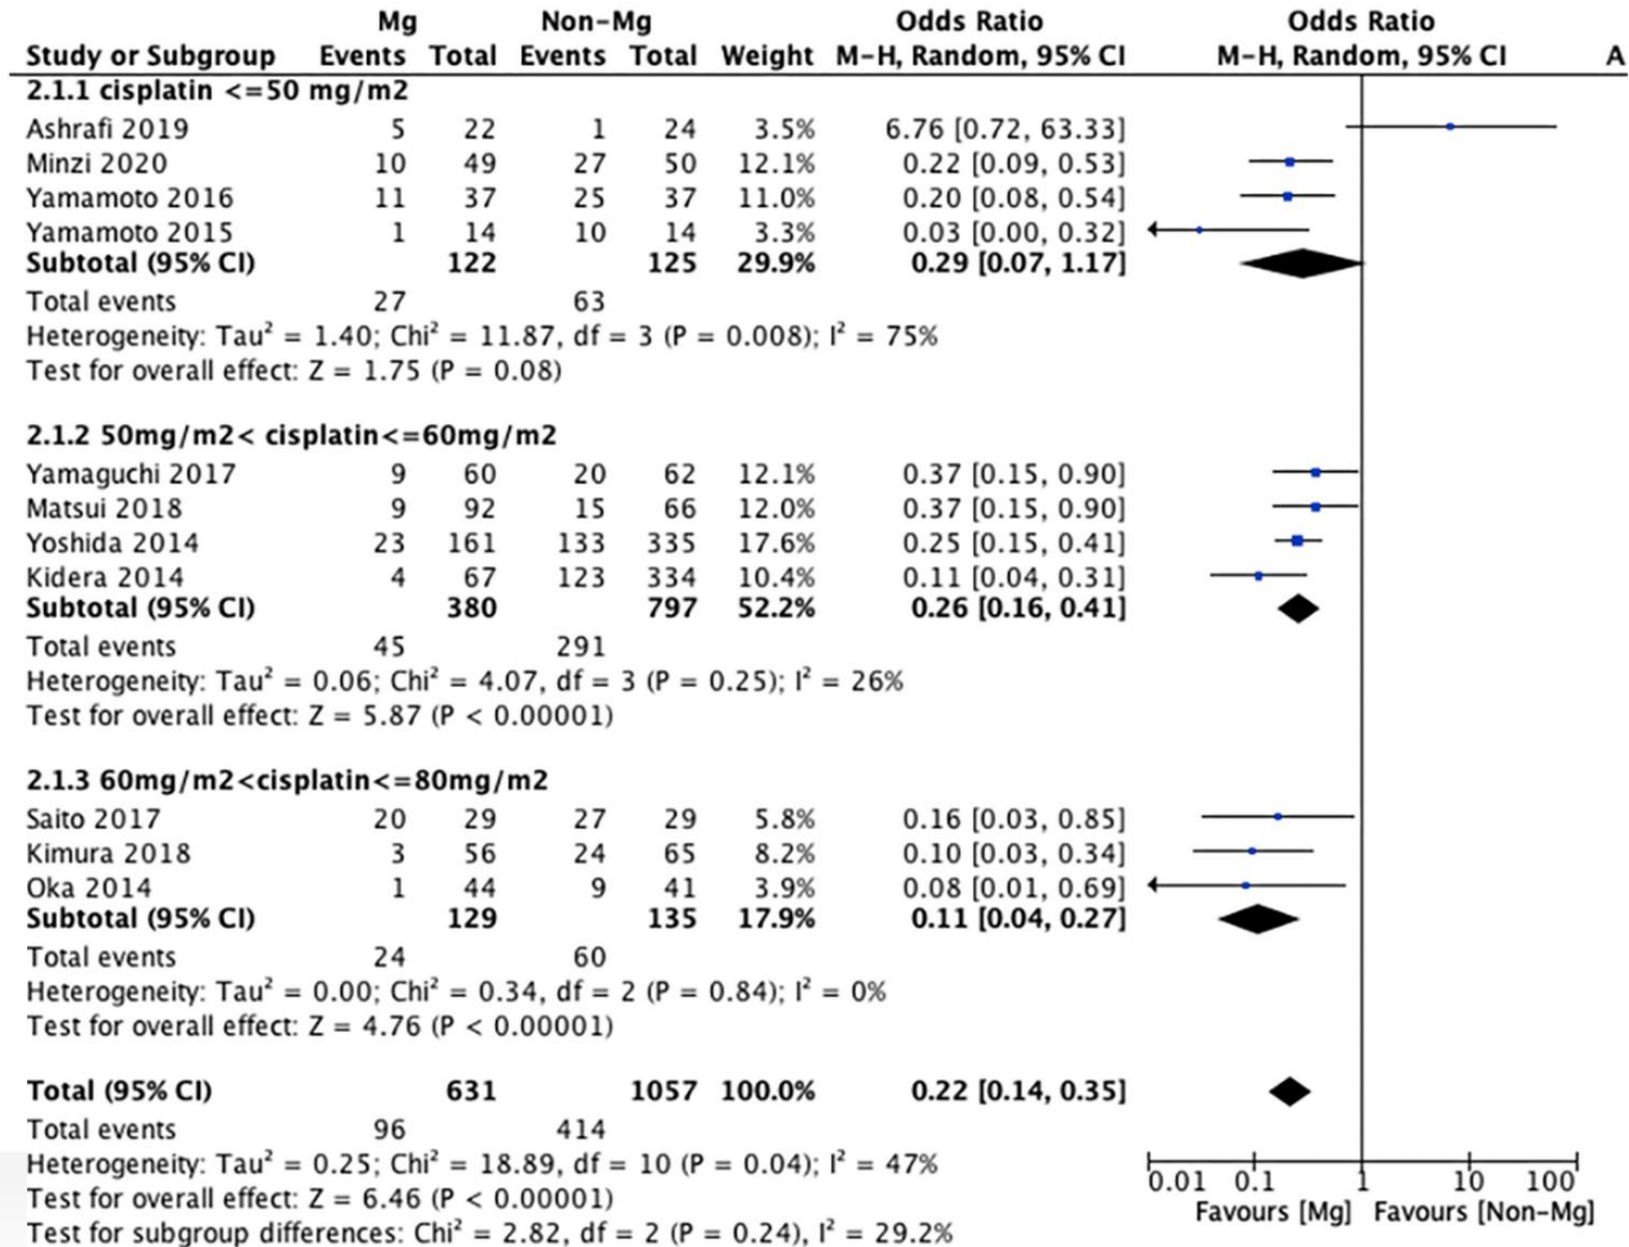 Mg Non-Mg Odds Ratio Odds Ratio
Study or Subgroup Events Total Events Total Weight M-H, Random, 95% CI M-H, Random, 95% CI A
2.1.1 cisplatin <=50 mg/m2
Ashrafi 2019 5 22 1 24 3.5% 6.76 [0.72, 63.33]
Minzi 2020 10 49 27 50 12.1% 0.22 [0.09, 0.53]
Yamamoto 2016 11 37 25 37 11.0% 0.20 [0.08, 0.54]
Yamamoto 2015 1 14 10 14 3.3% 0.03 [0.00, 0.32]
Subtotal (95% CI) 122 125 29.9% 0.29 [0.07, 1.17]
Total events 27 63
Heterogeneity: Tau² = 1.40; Chi² = 11.87, df = 3 (P = 0.008); I² = 75%
Test for overall effect: Z = 1.75 (P = 0.08)
2.1.2 50mg/m2< cisplatin<=60mg/m2
Yamaguchi 2017 9 60 20 62 12.1% 0.37 [0.15, 0.90]
Matsui 2018 9 92 15 66 12.0% 0.37 [0.15, 0.90]
Yoshida 2014 23 161 133 335 17.6% 0.25 [0.15, 0.41]
Kidera 2014 4 67 123 334 10.4% 0.11 [0.04, 0.31]
Subtotal (95% CI) 380 797 52.2% 0.26 [0.16, 0.41]
Total events 45 291
Heterogeneity: Tau² = 0.06; Chi² = 4.07, df = 3 (P = 0.25); I² = 26%
Test for overall effect: Z = 5.87 (P < 0.00001)
2.1.3 60mg/m2<cisplatin<=80mg/m2
Saito 2017 20 29 27 29 5.8% 0.16 [0.03, 0.85]
Kimura 2018 3 56 24 65 8.2% 0.10 [0.03, 0.34]
Oka 2014 1 44 9 41 3.9% 0.08 [0.01, 0.69]
Subtotal (95% CI) 129 135 17.9% 0.11 [0.04, 0.27]
Total events 24 60
Heterogeneity: Tau² = 0.00; Chi² = 0.34, df = 2 (P = 0.84); I² = 0%
Test for overall effect: Z = 4.76 (P < 0.00001)
Total (95% CI) 631 1057 100.0% 0.22 [0.14, 0.35]
Total events 96 414
Heterogeneity: Tau² = 0.25; Chi² = 18.89, df = 10 (P = 0.04); I² = 47%
Test for overall effect: Z = 6.46 (P < 0.00001)
Test for subgroup differences: Chi² = 2.82, df = 2 (P = 0.24), I² = 29.2%
0.01 0.1 1 10 100
Favours [Mg] Favours [Non-Mg]